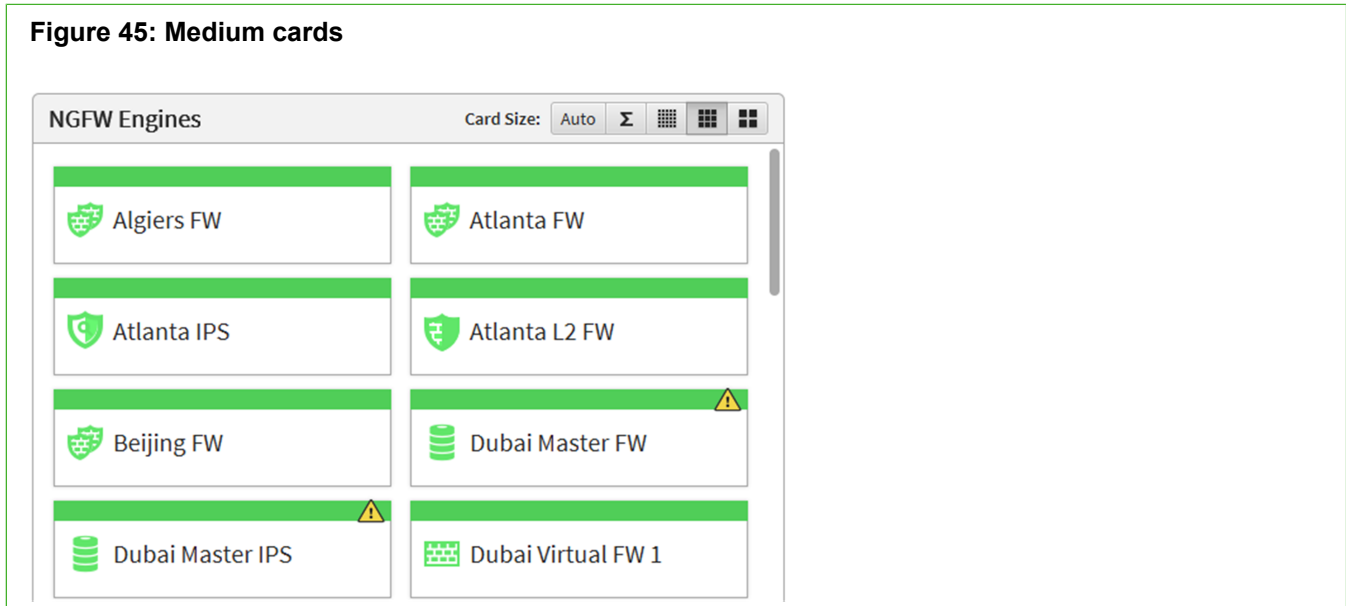 Figure 45: Medium cards
NGFW Engines Card Size: Auto Σ
Algiers FW Atlanta FW
Atlanta IPS Atlanta L2 FW
Beijing FW Dubai Master FW
Dubai Master IPS Dubai Virtual FW 1